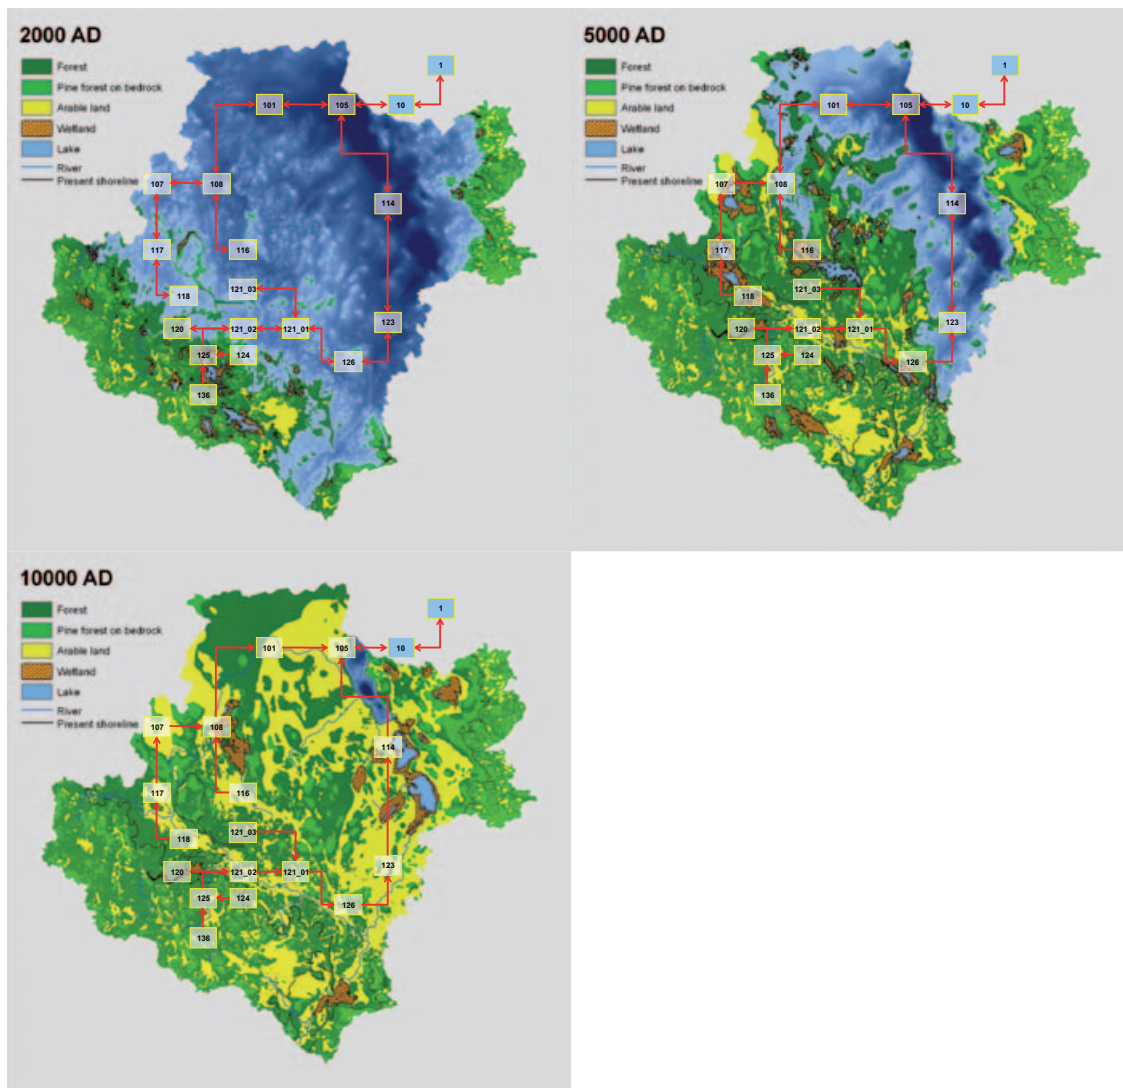 2000 AD
Forest
Pine forest on bedrock
Arable land
Wetland
Lake
River
Present shoreline
1
101
105
10
107
108
114
117
116
118
121_03
120
121_02
121_01
123
125
124
126
136
5000 AD
Forest
Pine forest on bedrock
Arable land
Wetland
Lake
River
Present shoreline
1
101
105
10
107
108
114
117
116
118
121_03
120
121_02
121_01
123
125
124
126
136
10000 AD
Forest
Pine forest on bedrock
Arable land
Wetland
Lake
River
Present shoreline
1
101
105
10
107
108
114
117
116
118
121_03
120
121_02
121_01
123
125
124
126
136